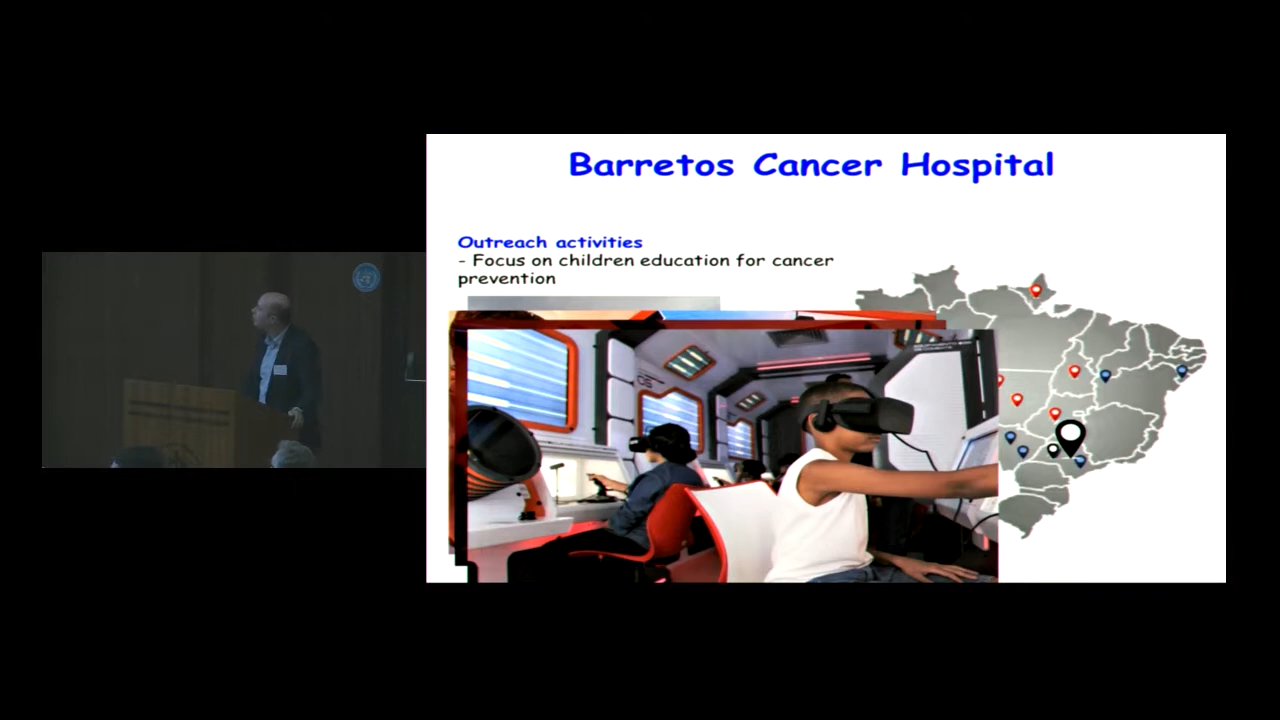 Barretos Cancer Hospital
Outreach activities
- Focus on children education for cancer
prevention